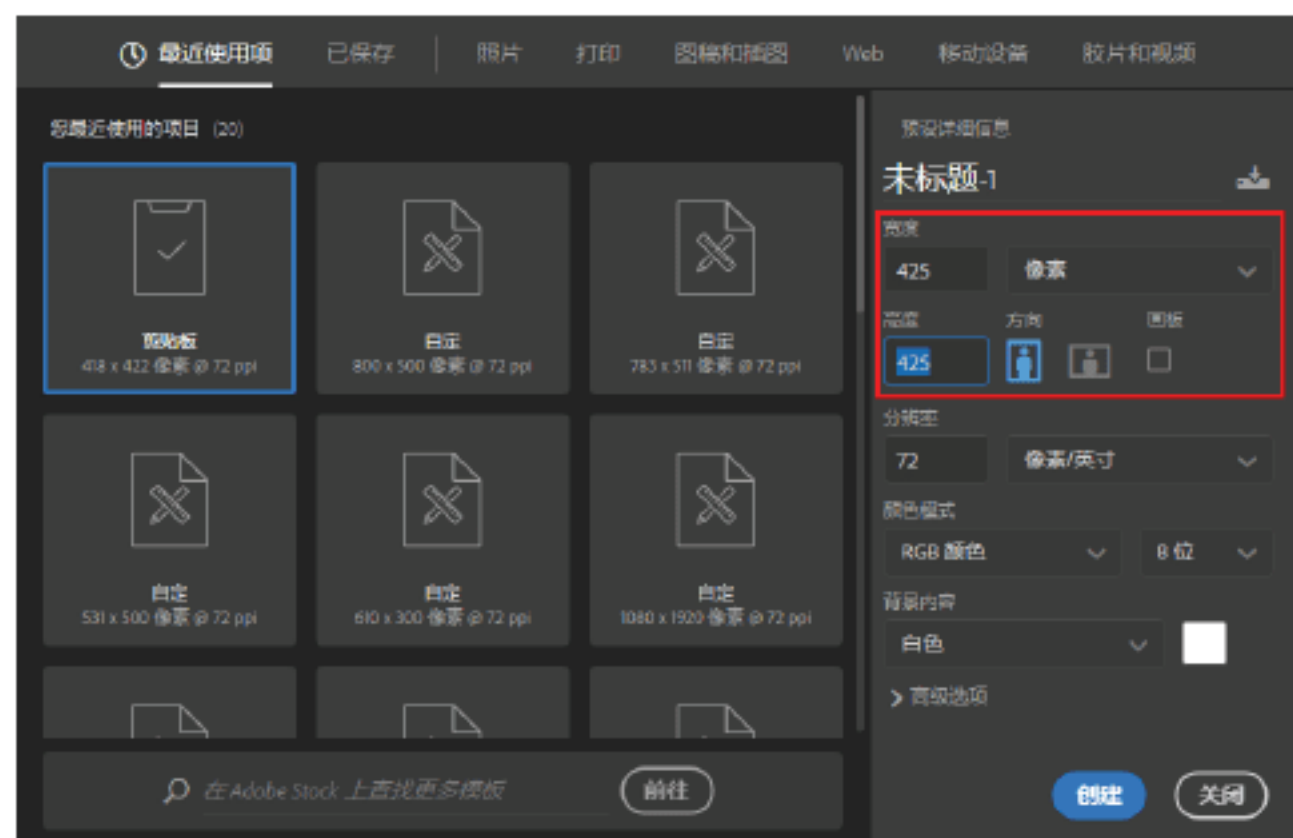 最近使用项 已保存 照片 打印 图稿和插图 Web 移动设备 胶片和视频
您最近使用的项目 (20)
剪贴板
418 x 422 像素 @ 72 ppi
自定
800 x 500 像素 @ 72 ppi
自定
783 x 511 像素 @ 72 ppi
自定
531 x 500 像素 @ 72 ppi
自定
610 x 300 像素 @ 72 ppi
自定
1080 x 1920 像素 @ 72 ppi
在 Adobe Stock 上查找更多模板 前往
预设详细信息
未标题-1
宽度
425 像素
高度 方向 画板
425
分辨率
72 像素/英寸
颜色模式
RGB 颜色 8 位
背景内容
白色
高级选项
创建 关闭